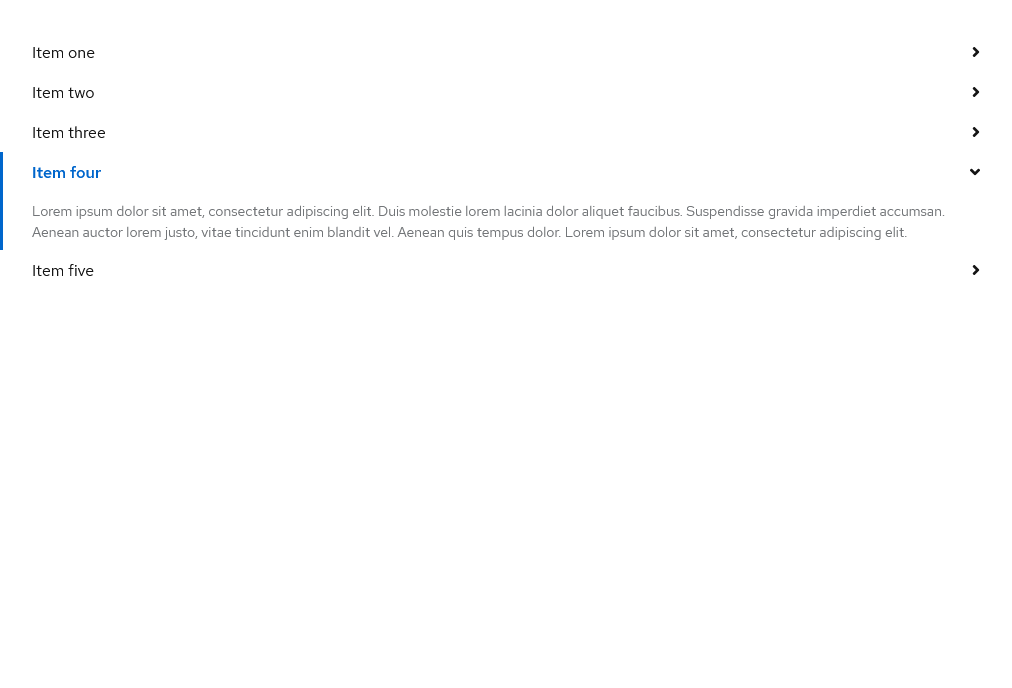 Item one
Item two
Item three
Item four
Lorem ipsum dolor sit amet, consectetur adipiscing elit. Duis molestie lorem lacinia dolor aliquet faucibus. Suspendisse gravida imperdiet accumsan.
Aenean auctor lorem justo, vitae tincidunt enim blandit vel. Aenean quis tempus dolor. Lorem ipsum dolor sit amet, consectetur adipiscing elit.
Item five